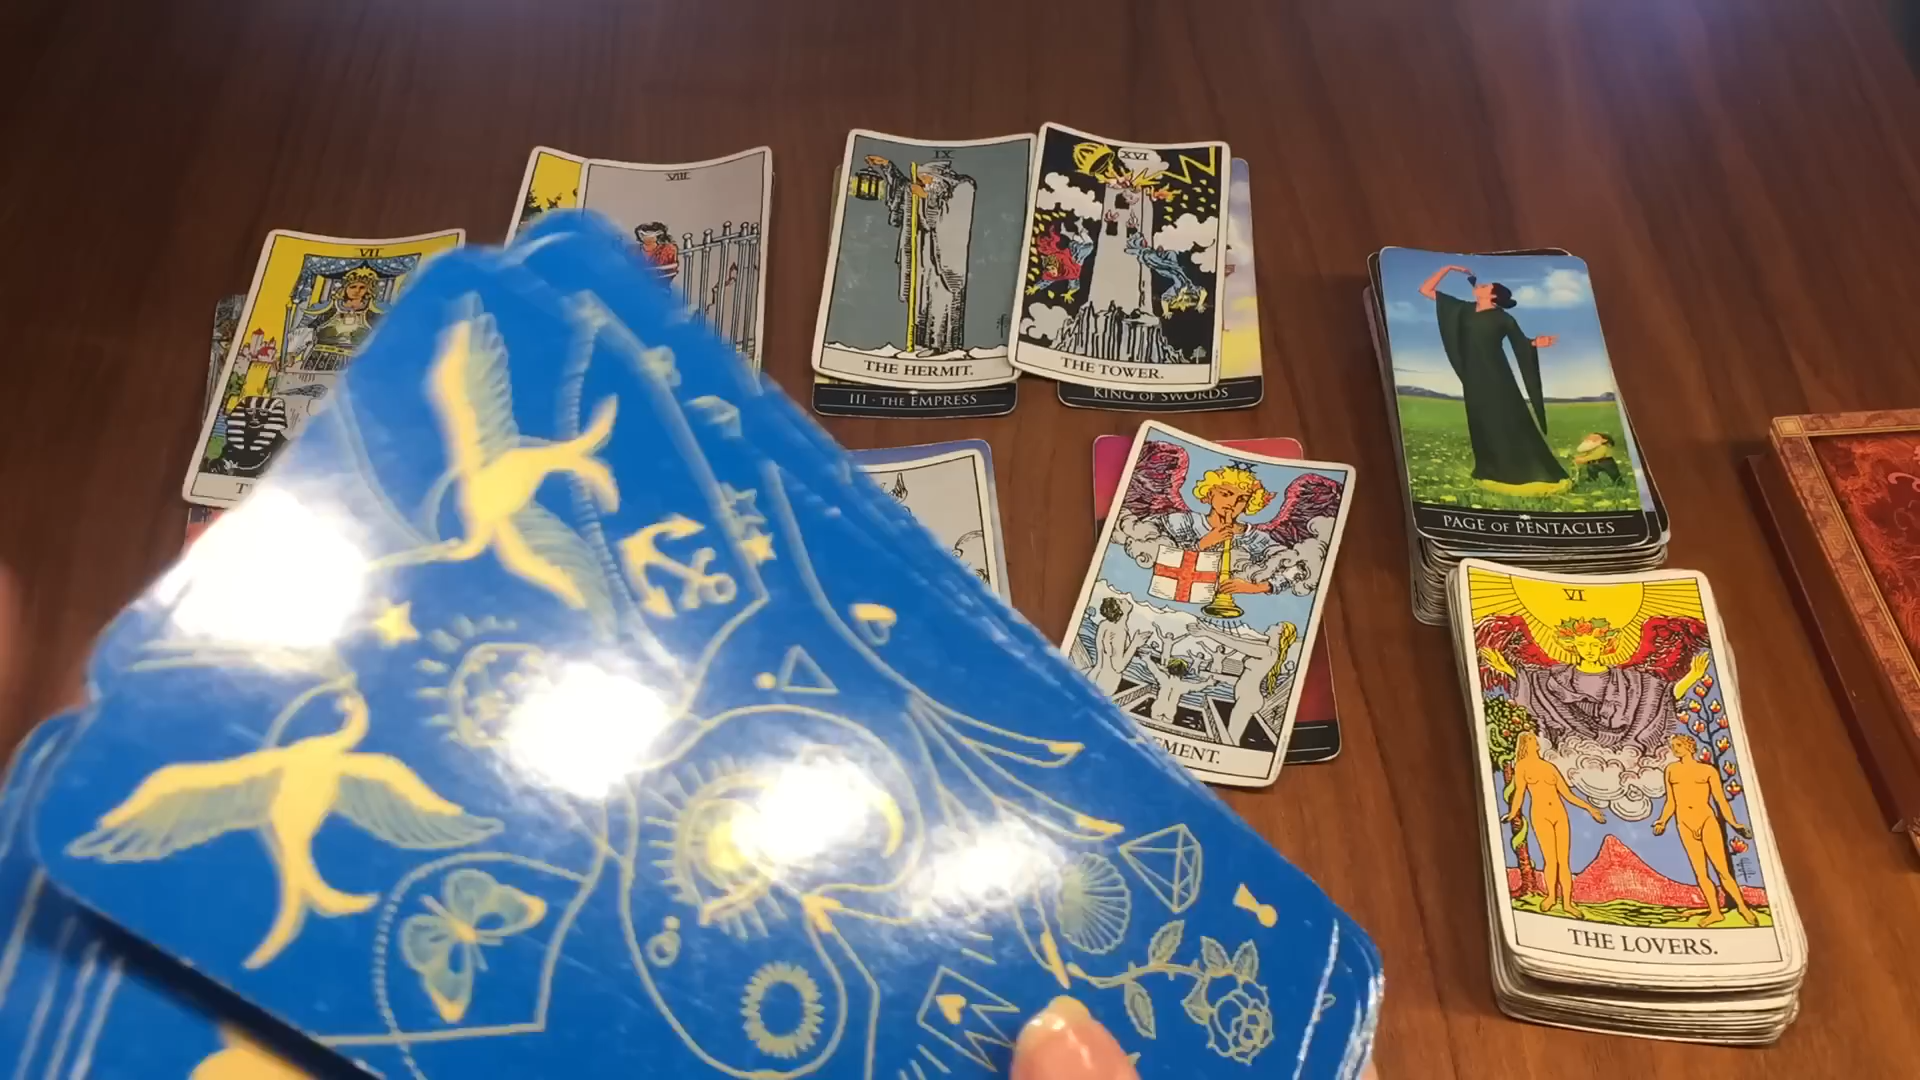 VII
T
VIII
IX
THE HERMIT.
III · THE EMPRESS
XVI
THE TOWER.
KING OF SWORDS
XX
EMENT.
PAGE OF PENTACLES
VI
THE LOVERS.